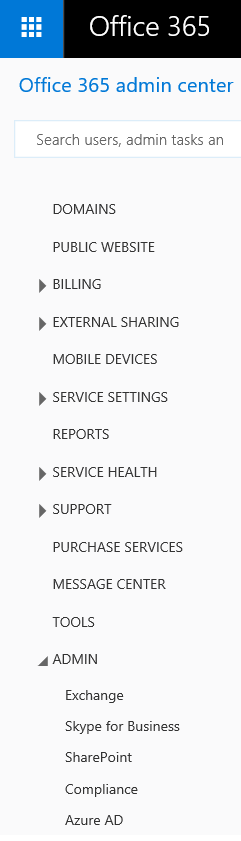 Office 365
Office 365 admin center
Search users, admin tasks an
DOMAINS
PUBLIC WEBSITE
BILLING
EXTERNAL SHARING
MOBILE DEVICES
SERVICE SETTINGS
REPORTS
SERVICE HEALTH
SUPPORT
PURCHASE SERVICES
MESSAGE CENTER
TOOLS
ADMIN
Exchange
Skype for Business
SharePoint
Compliance
Azure AD